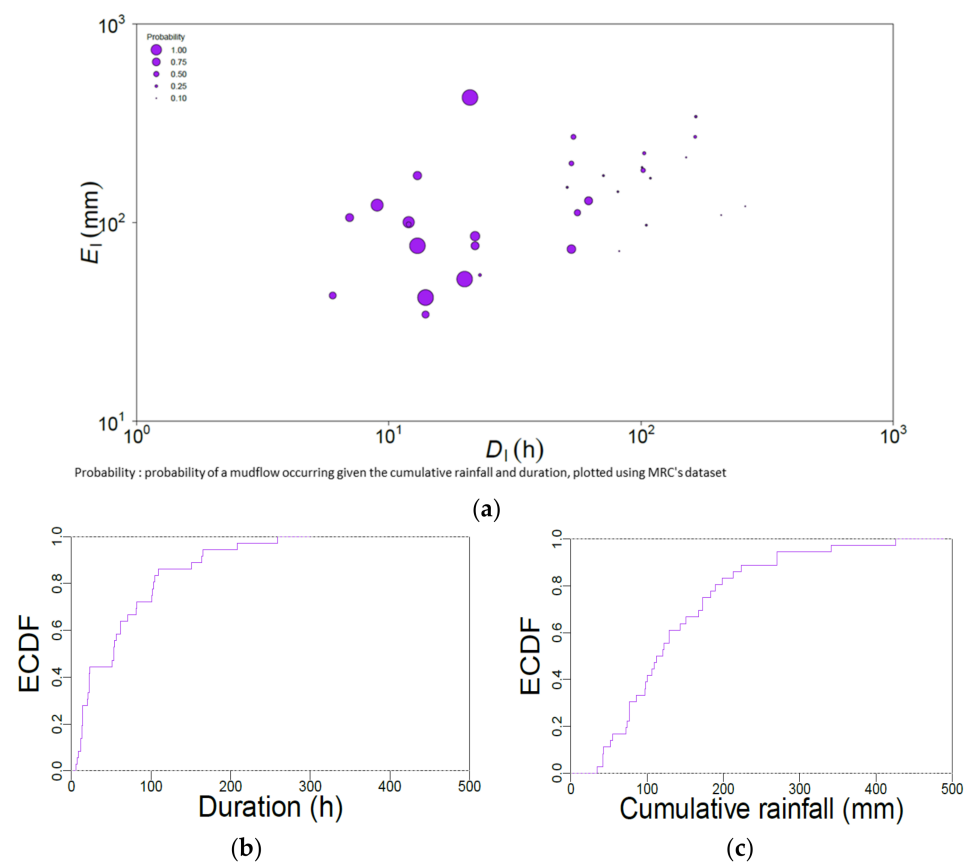 10³
Probability
1.00
0.75
0.50
0.25
0.10
10²
E_I (mm)
10¹
10⁰ 10¹ 10² 10³
D_I (h)
Probability : probability of a mudflow occurring given the cumulative rainfall and duration, plotted using MRC's dataset
(a)
ECDF
1.0
0.8
0.6
0.4
0.2
0.0
0 100 200 300 400 500
Duration (h)
(b)
ECDF
1.0
0.8
0.6
0.4
0.2
0.0
0 100 200 300 400 500
Cumulative rainfall (mm)
(c)